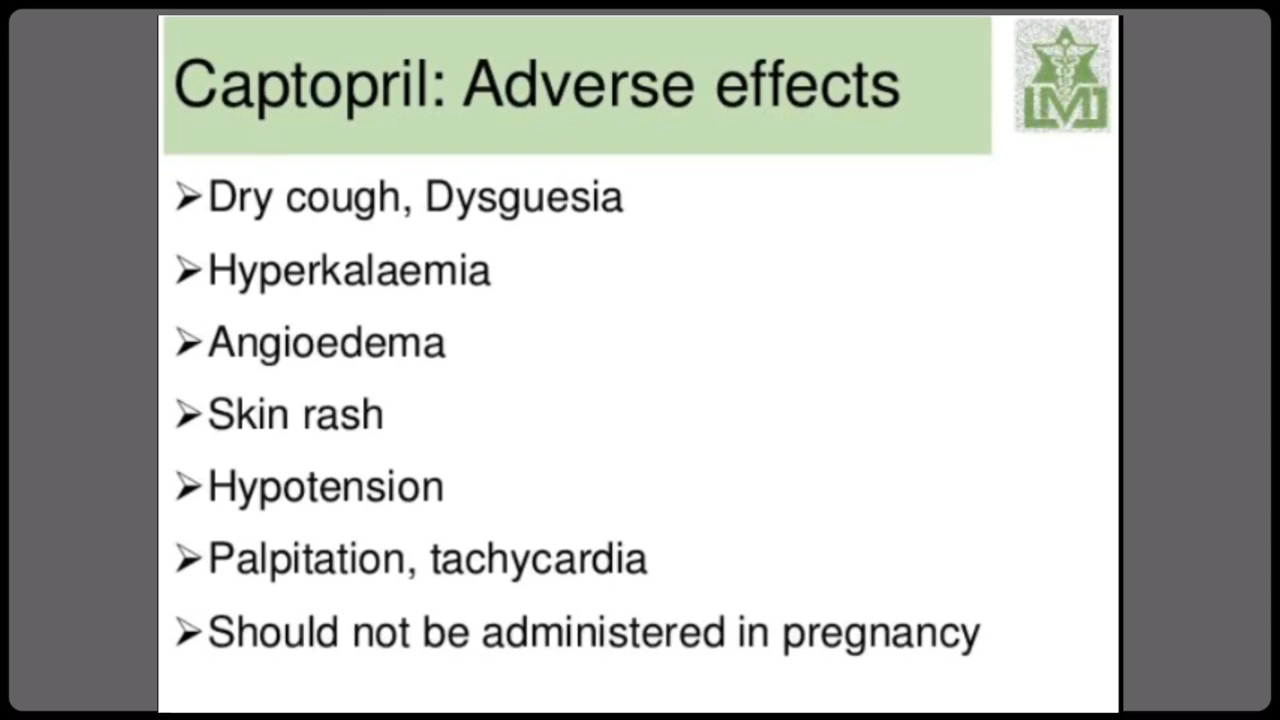 Captopril: Adverse effects
➢Dry cough, Dysguesia
➢Hyperkalaemia
➢Angioedema
➢Skin rash
➢Hypotension
➢Palpitation, tachycardia
➢Should not be administered in pregnancy